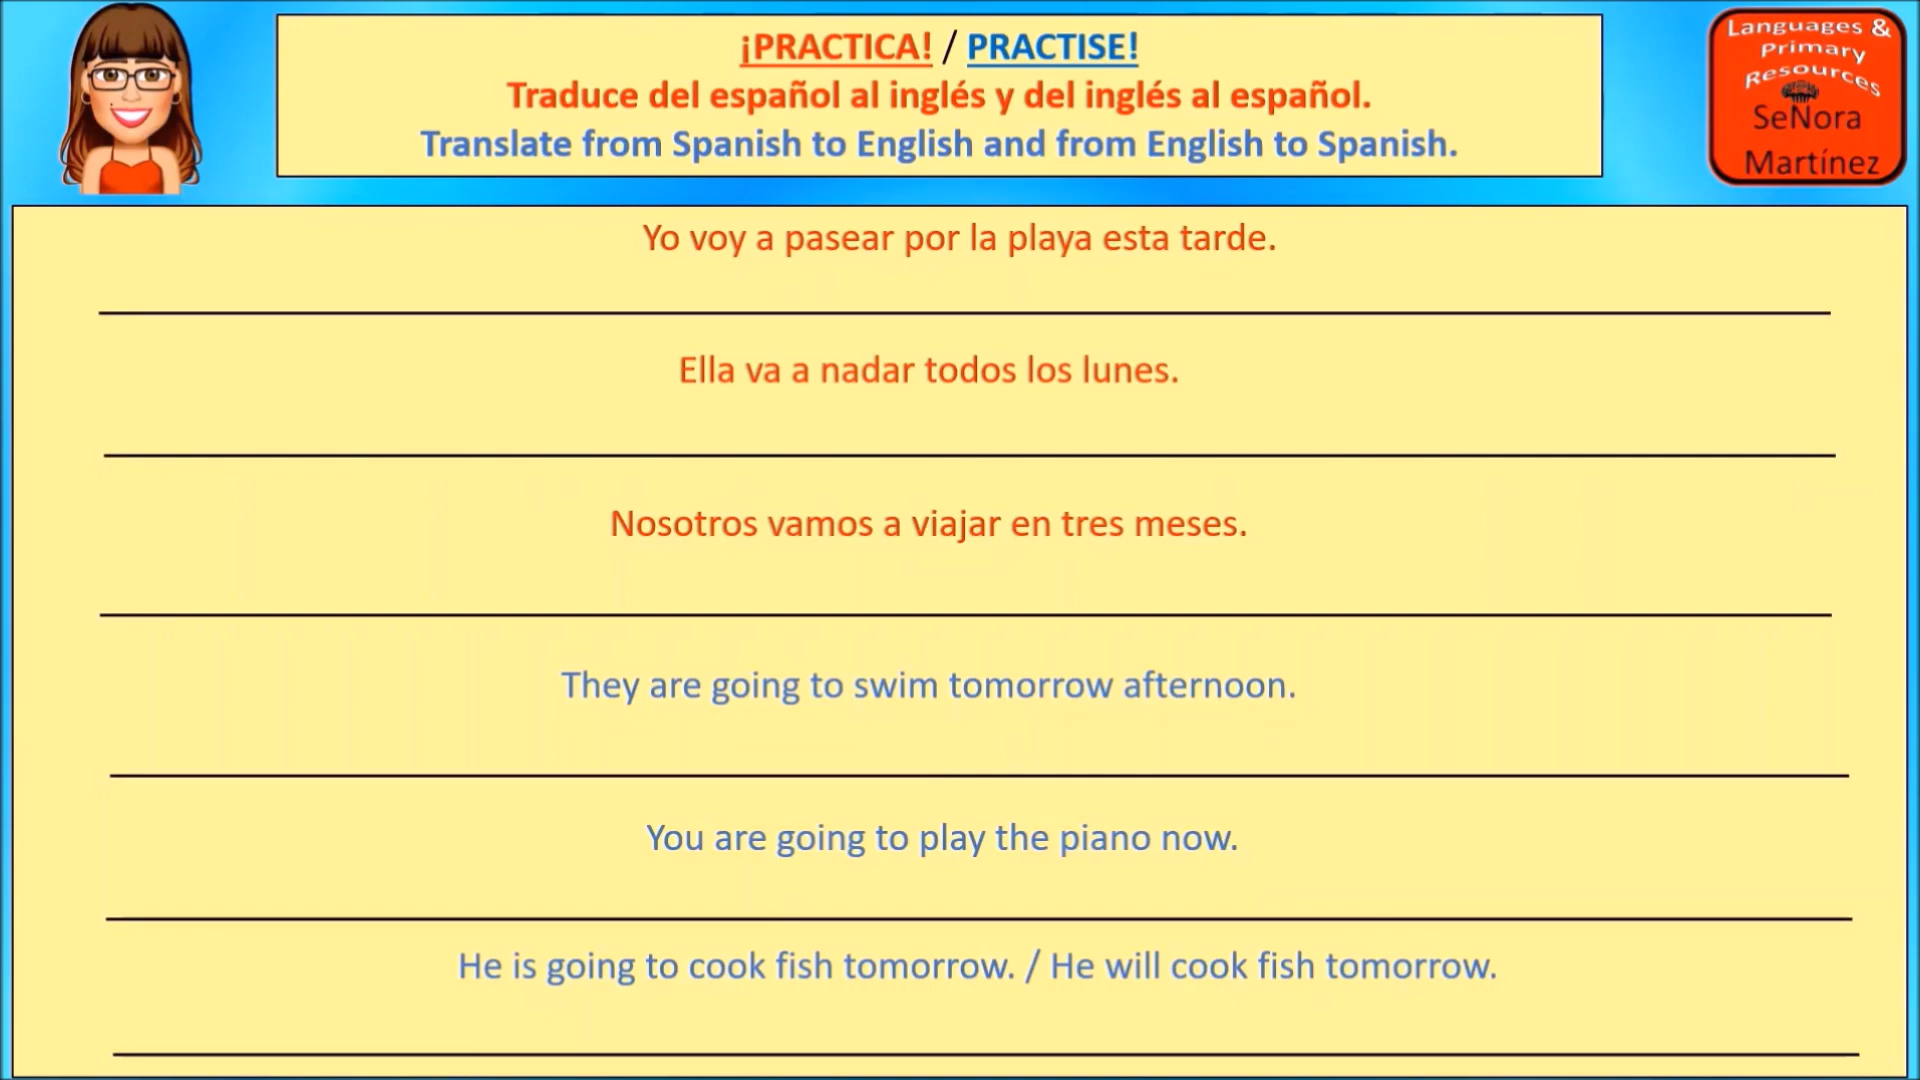 ¡PRACTICA! / PRACTISE!
Traduce del español al inglés y del inglés al español.
Translate from Spanish to English and from English to Spanish.
Languages &
Primary
Resources
SeNora
Martínez
Yo voy a pasear por la playa esta tarde.
Ella va a nadar todos los lunes.
Nosotros vamos a viajar en tres meses.
They are going to swim tomorrow afternoon.
You are going to play the piano now.
He is going to cook fish tomorrow. / He will cook fish tomorrow.